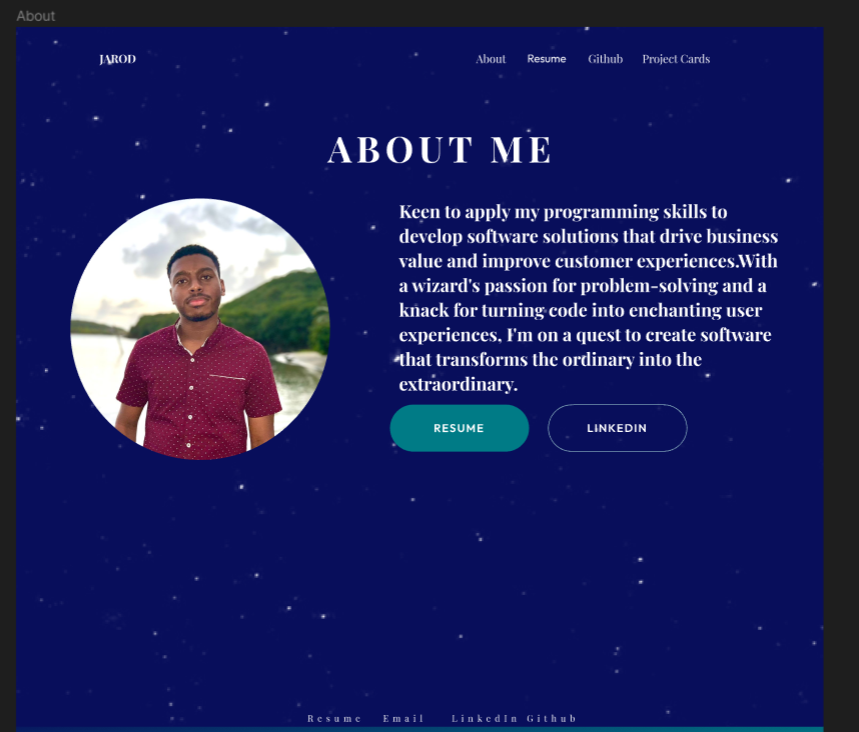 About
JAROD
About Resume Github Project Cards
ABOUT ME
Keen to apply my programming skills to
develop software solutions that drive business
value and improve customer experiences.With
a wizard's passion for problem-solving and a
knack for turning code into enchanting user
experiences, I'm on a quest to create software
that transforms the ordinary into the
extraordinary.
RESUME LINKEDIN
Resume Email LinkedIn Github